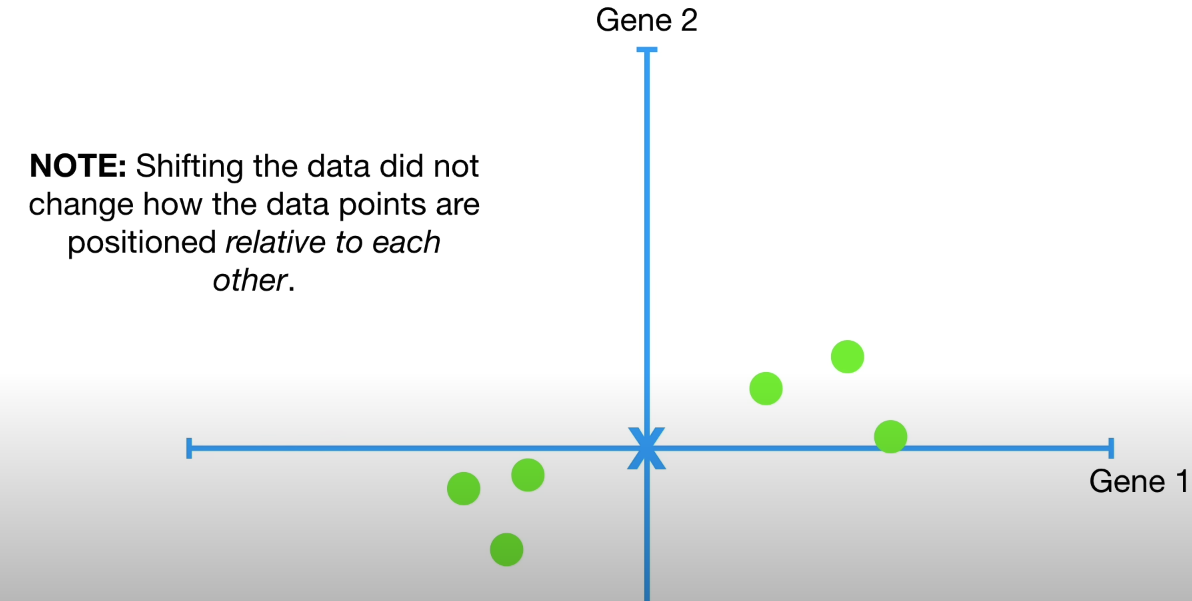 Gene 2
NOTE: Shifting the data did not
change how the data points are
positioned relative to each
other.
X
Gene 1